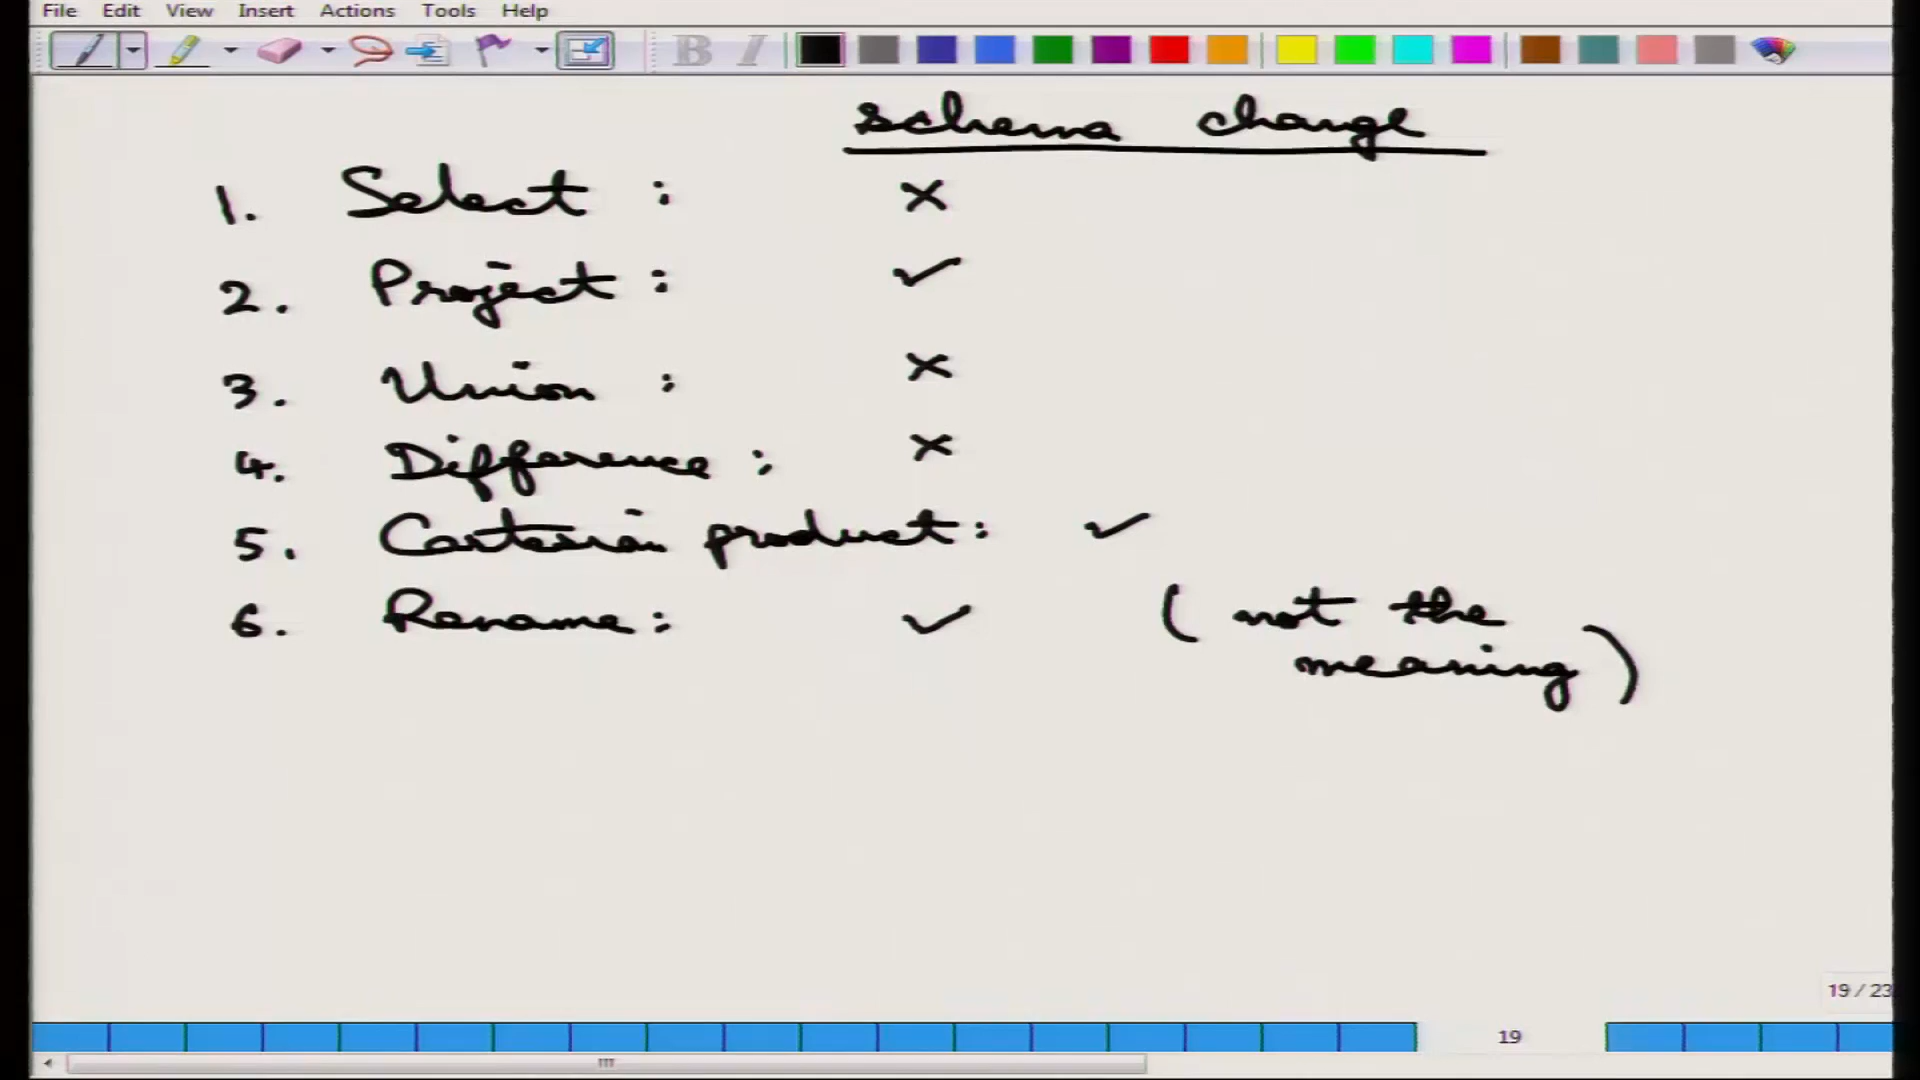 File Edit View Insert Actions Tools Help
B I
schema change
1. Select : ×
2. Project : ✓
3. Union : ×
4. Difference : ×
5. Cartesian product : ✓
6. Rename : ✓ ( not the
meaning )
19 / 23
19